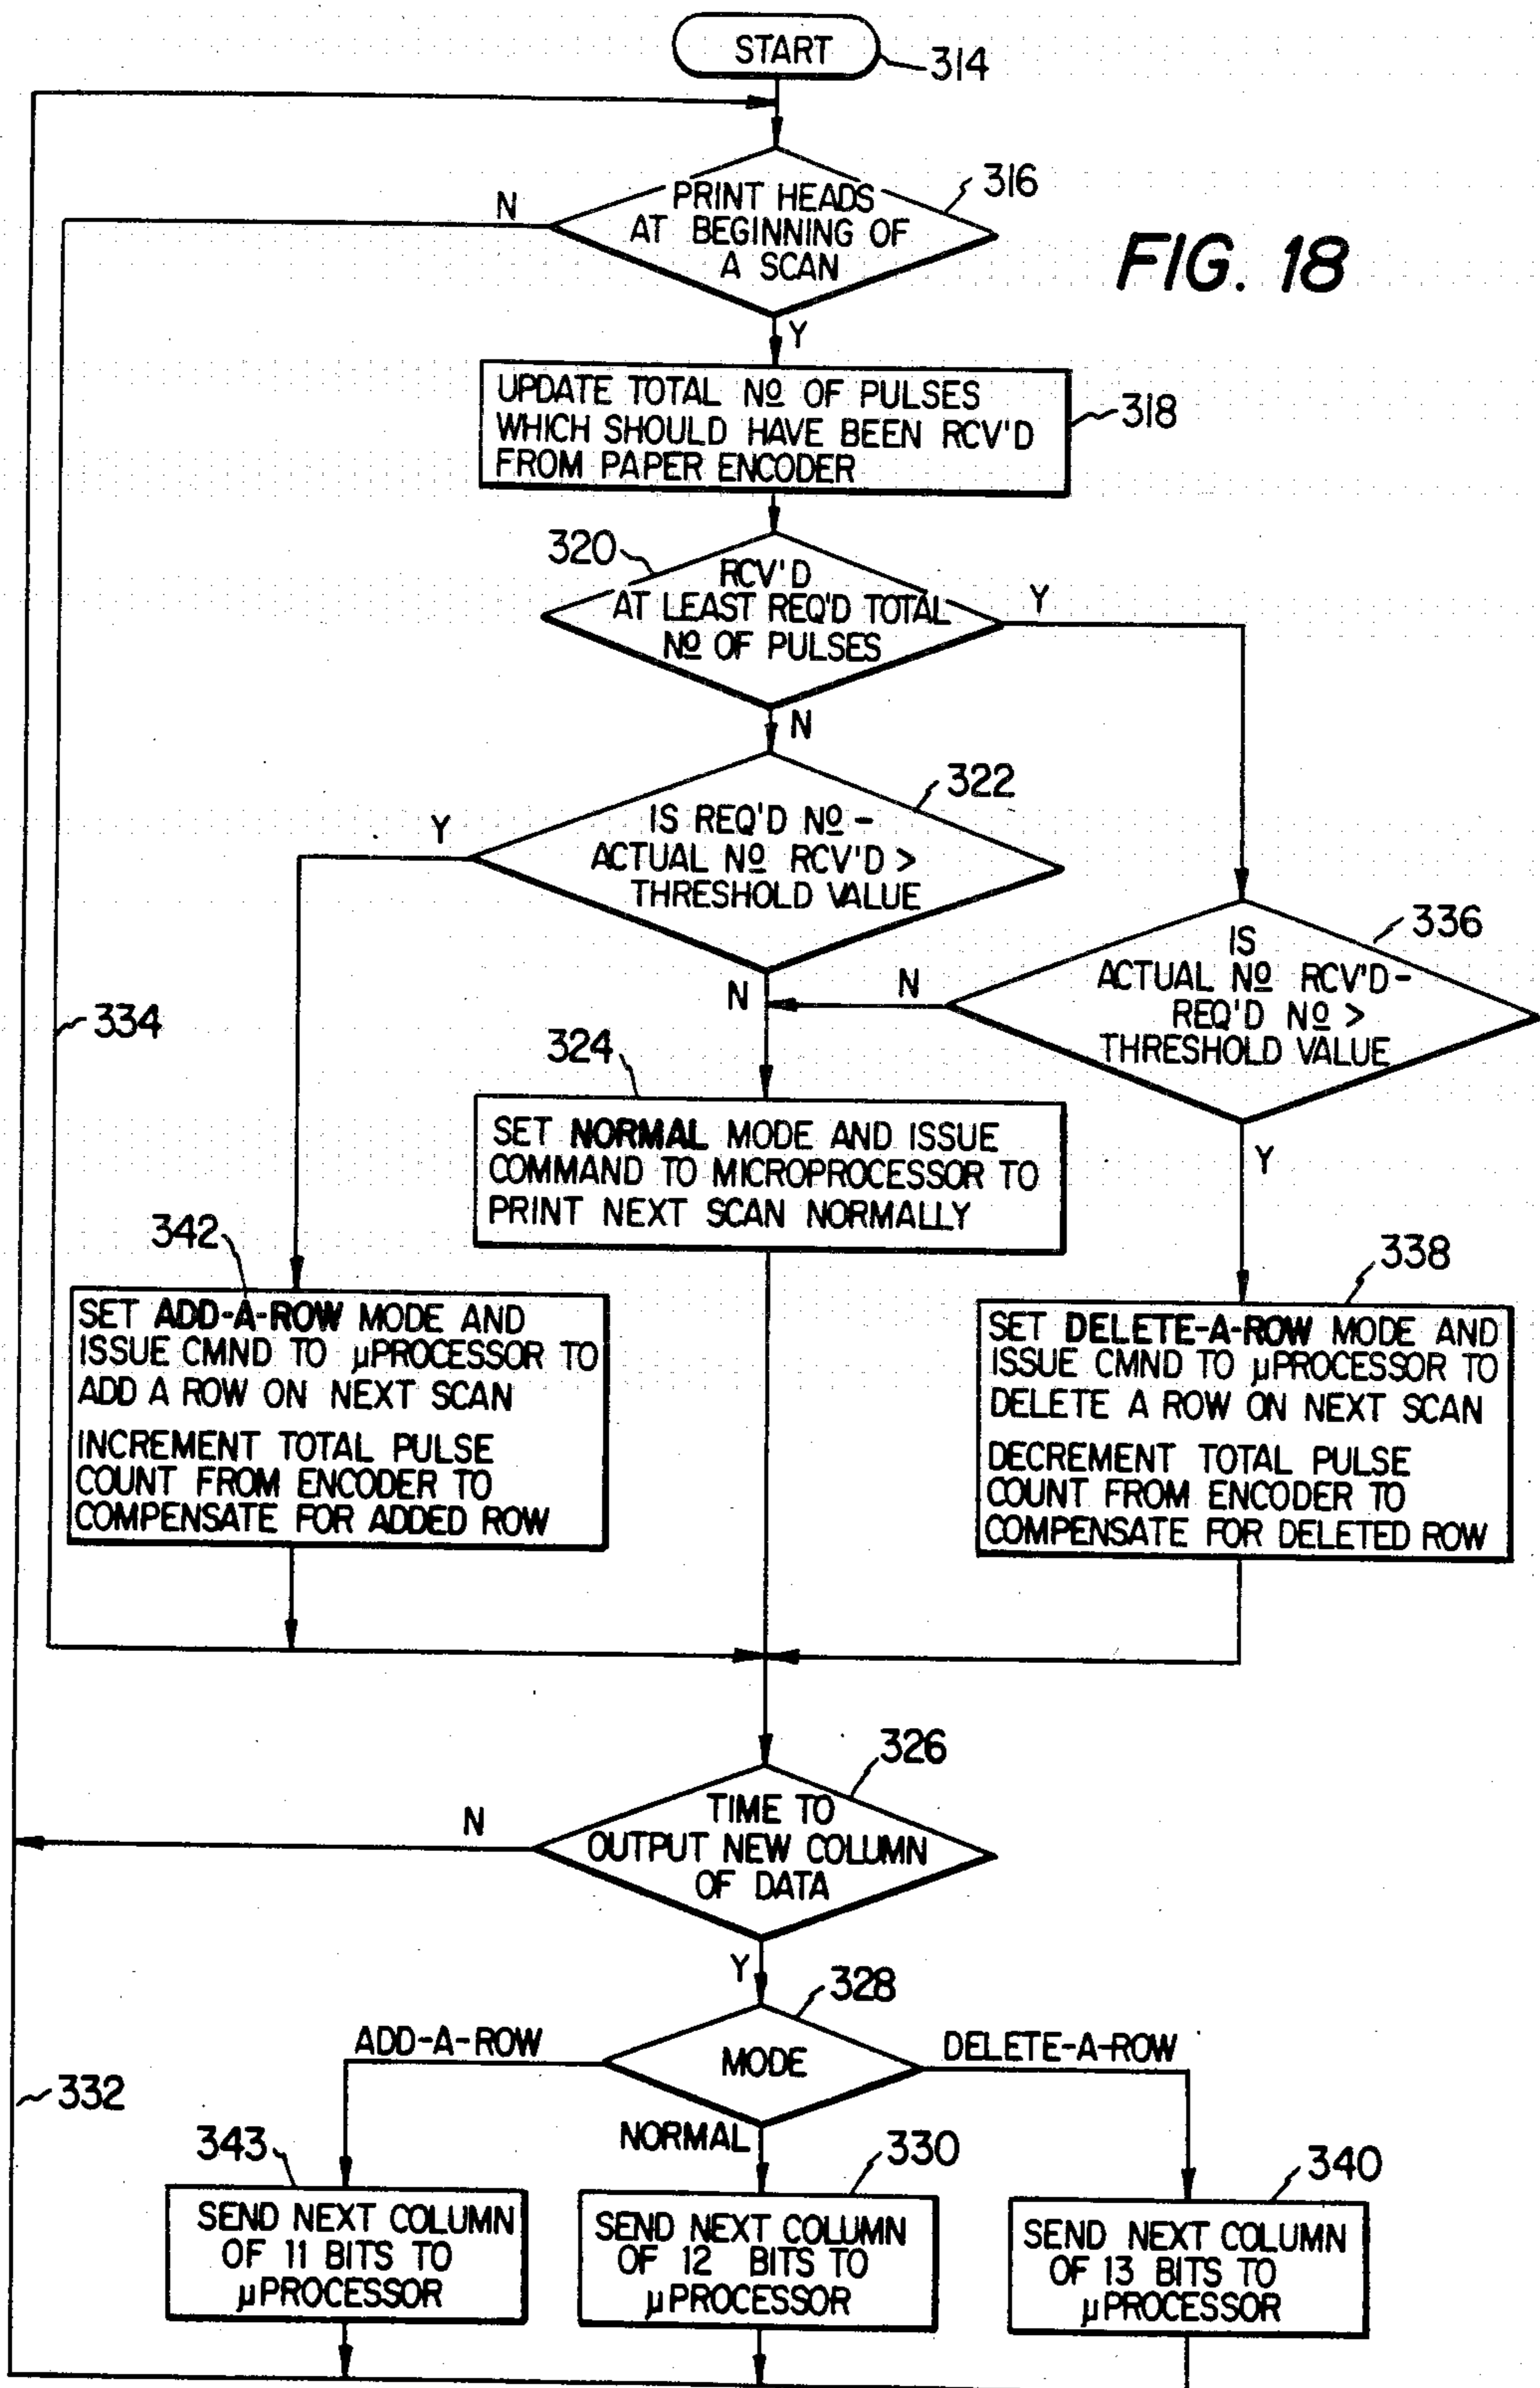 START
314
N
PRINT HEADS
AT BEGINNING OF
A SCAN
316
FIG. 18
Y
UPDATE TOTAL Nº OF PULSES
WHICH SHOULD HAVE BEEN RCV'D
FROM PAPER ENCODER
318
320
RCV'D
AT LEAST REQ'D TOTAL
Nº OF PULSES
Y
N
322
Y
IS REQ'D Nº -
ACTUAL Nº RCV'D >
THRESHOLD VALUE
336
IS
ACTUAL Nº RCV'D -
REQ'D Nº >
THRESHOLD VALUE
N
N
334
324
SET NORMAL MODE AND ISSUE
COMMAND TO MICROPROCESSOR TO
PRINT NEXT SCAN NORMALLY
Y
342
SET ADD-A-ROW MODE AND
ISSUE CMND TO µPROCESSOR TO
ADD A ROW ON NEXT SCAN
INCREMENT TOTAL PULSE
COUNT FROM ENCODER TO
COMPENSATE FOR ADDED ROW
338
SET DELETE-A-ROW MODE AND
ISSUE CMND TO µPROCESSOR TO
DELETE A ROW ON NEXT SCAN
DECREMENT TOTAL PULSE
COUNT FROM ENCODER TO
COMPENSATE FOR DELETED ROW
326
N
TIME TO
OUTPUT NEW COLUMN
OF DATA
Y
328
ADD-A-ROW
MODE
DELETE-A-ROW
332
NORMAL
343
SEND NEXT COLUMN
OF 11 BITS TO
µPROCESSOR
330
SEND NEXT COLUMN
OF 12 BITS TO
µPROCESSOR
340
SEND NEXT COLUMN
OF 13 BITS TO
µPROCESSOR